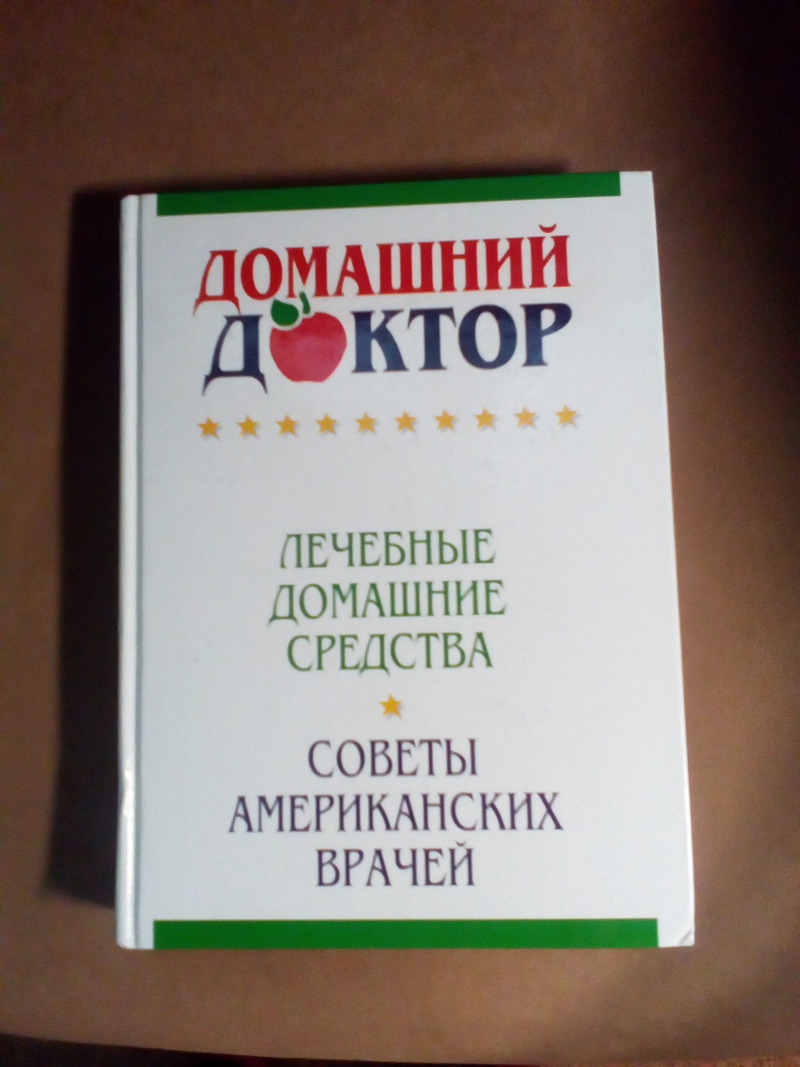 ДОМАШНИЙ
ДОКТОР
ЛЕЧЕБНЫЕ
ДОМАШНИЕ
СРЕДСТВА
СОВЕТЫ
АМЕРИКАНСКИХ
ВРАЧЕЙ